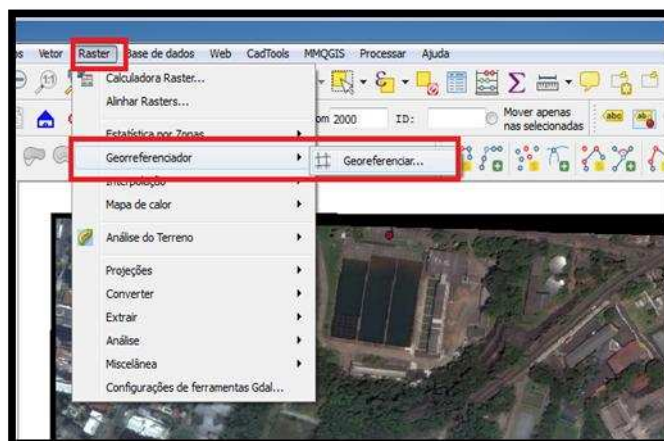 Vetor Raster Base de dados Web CadTools MMQGIS Processar Ajuda
Calculadora Raster...
Alinhar Rasters...
2000 ID: Mover apenas
nas selecionadas
abc
Estatística por Zonas
Georreferenciador Georeferenciar...
Interpolação
Mapa de calor
Análise do Terreno
Projeções
Converter
Extrair
Análise
Miscelânea
Configurações de ferramentas Gdal...